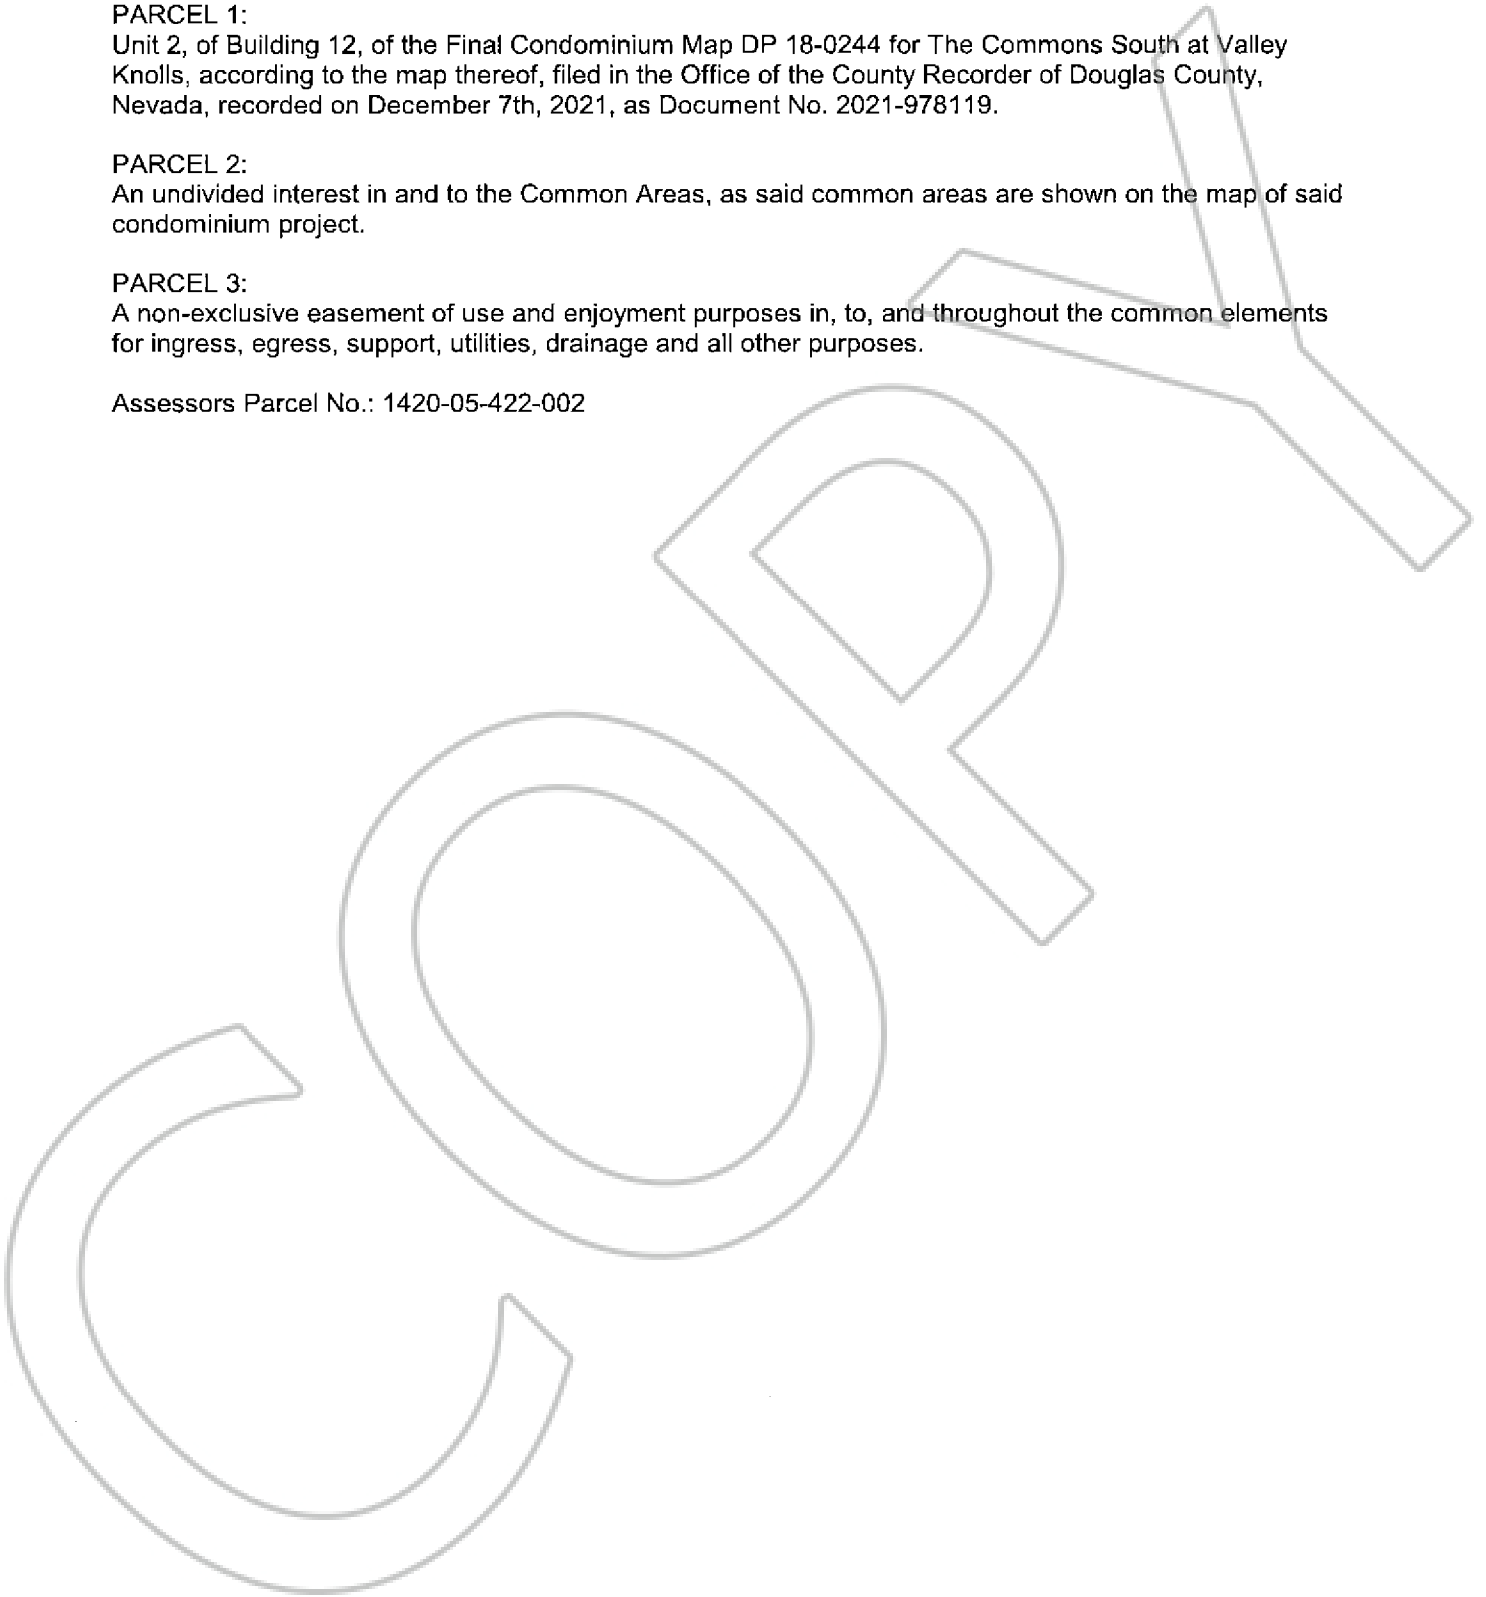 PARCEL 1:
Unit 2, of Building 12, of the Final Condominium Map DP 18-0244 for The Commons South at Valley
Knolls, according to the map thereof, filed in the Office of the County Recorder of Douglas County,
Nevada, recorded on December 7th, 2021, as Document No. 2021-978119.
PARCEL 2:
An undivided interest in and to the Common Areas, as said common areas are shown on the map of said
condominium project.
PARCEL 3:
A non-exclusive easement of use and enjoyment purposes in, to, and throughout the common elements
for ingress, egress, support, utilities, drainage and all other purposes.
Assessors Parcel No.: 1420-05-422-002
COPY